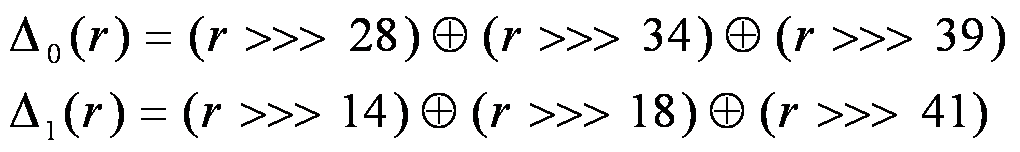 Δ₀(r) = (r >>> 28) ⊕ (r >>> 34) ⊕ (r >>> 39)
Δ₁(r) = (r >>> 14) ⊕ (r >>> 18) ⊕ (r >>> 41)